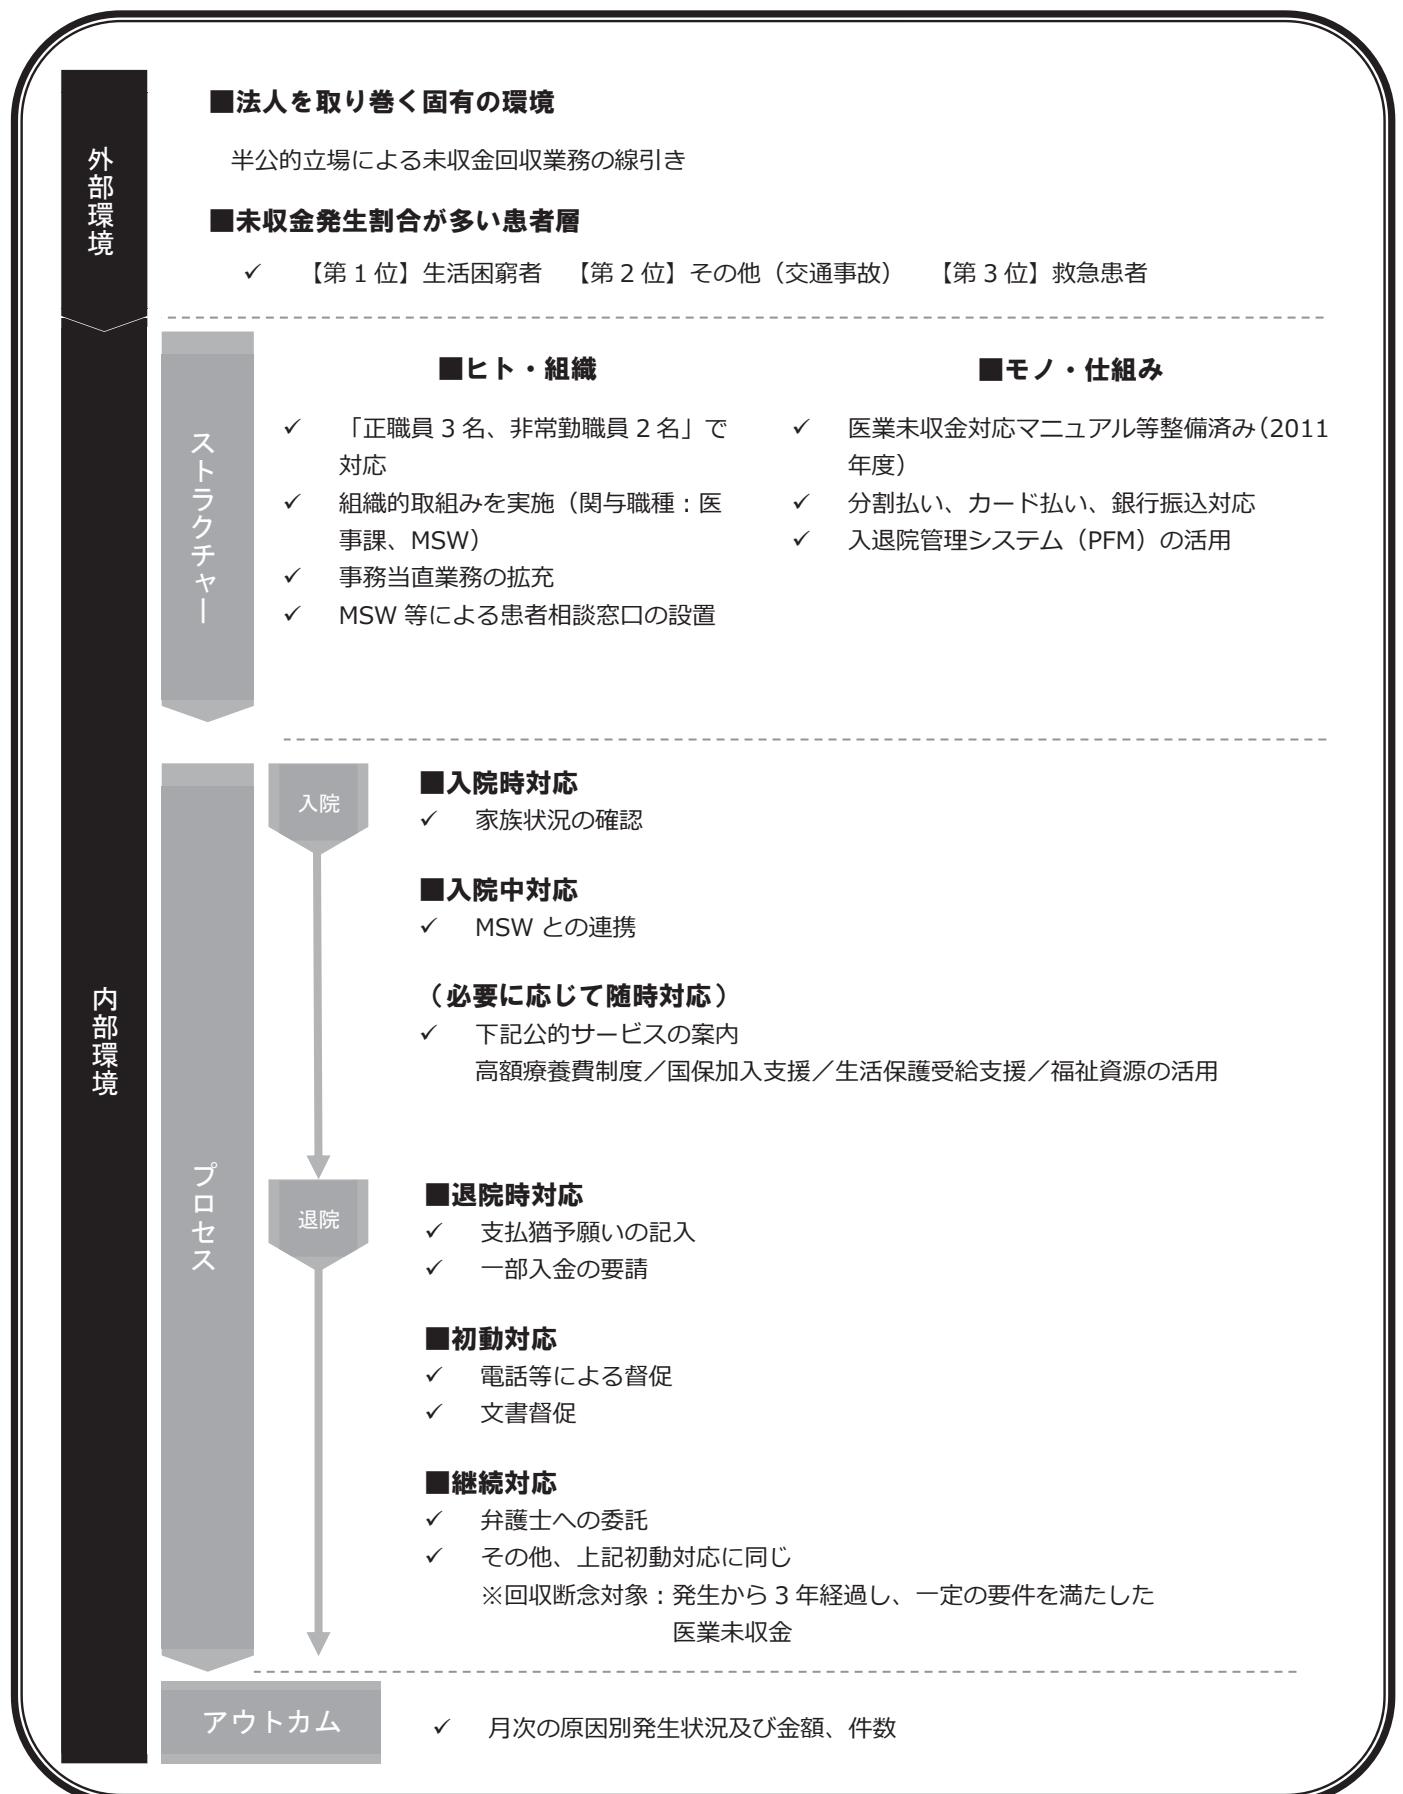 外部環境
■法人を取り巻く固有の環境
半公的立場による未収金回収業務の線引き
■未収金発生割合が多い患者層
✓ 【第 1 位】生活困窮者 【第 2 位】その他（交通事故） 【第 3 位】救急患者
内部環境
ストラクチャー
■ヒト・組織
✓ 「正職員 3 名、非常勤職員 2 名」で
対応
✓ 組織的取組みを実施（関与職種：医
事課、MSW）
✓ 事務当直業務の拡充
✓ MSW 等による患者相談窓口の設置
■モノ・仕組み
✓ 医業未収金対応マニュアル等整備済み（2011
年度）
✓ 分割払い、カード払い、銀行振込対応
✓ 入退院管理システム（PFM）の活用
プロセス
入院
■入院時対応
✓ 家族状況の確認
■入院中対応
✓ MSW との連携
（必要に応じて随時対応）
✓ 下記公的サービスの案内
高額療養費制度／国保加入支援／生活保護受給支援／福祉資源の活用
退院
■退院時対応
✓ 支払猶予願いの記入
✓ 一部入金の要請
■初動対応
✓ 電話等による督促
✓ 文書督促
■継続対応
✓ 弁護士への委託
✓ その他、上記初動対応に同じ
※回収断念対象：発生から 3 年経過し、一定の要件を満たした
医業未収金
アウトカム
✓ 月次の原因別発生状況及び金額、件数